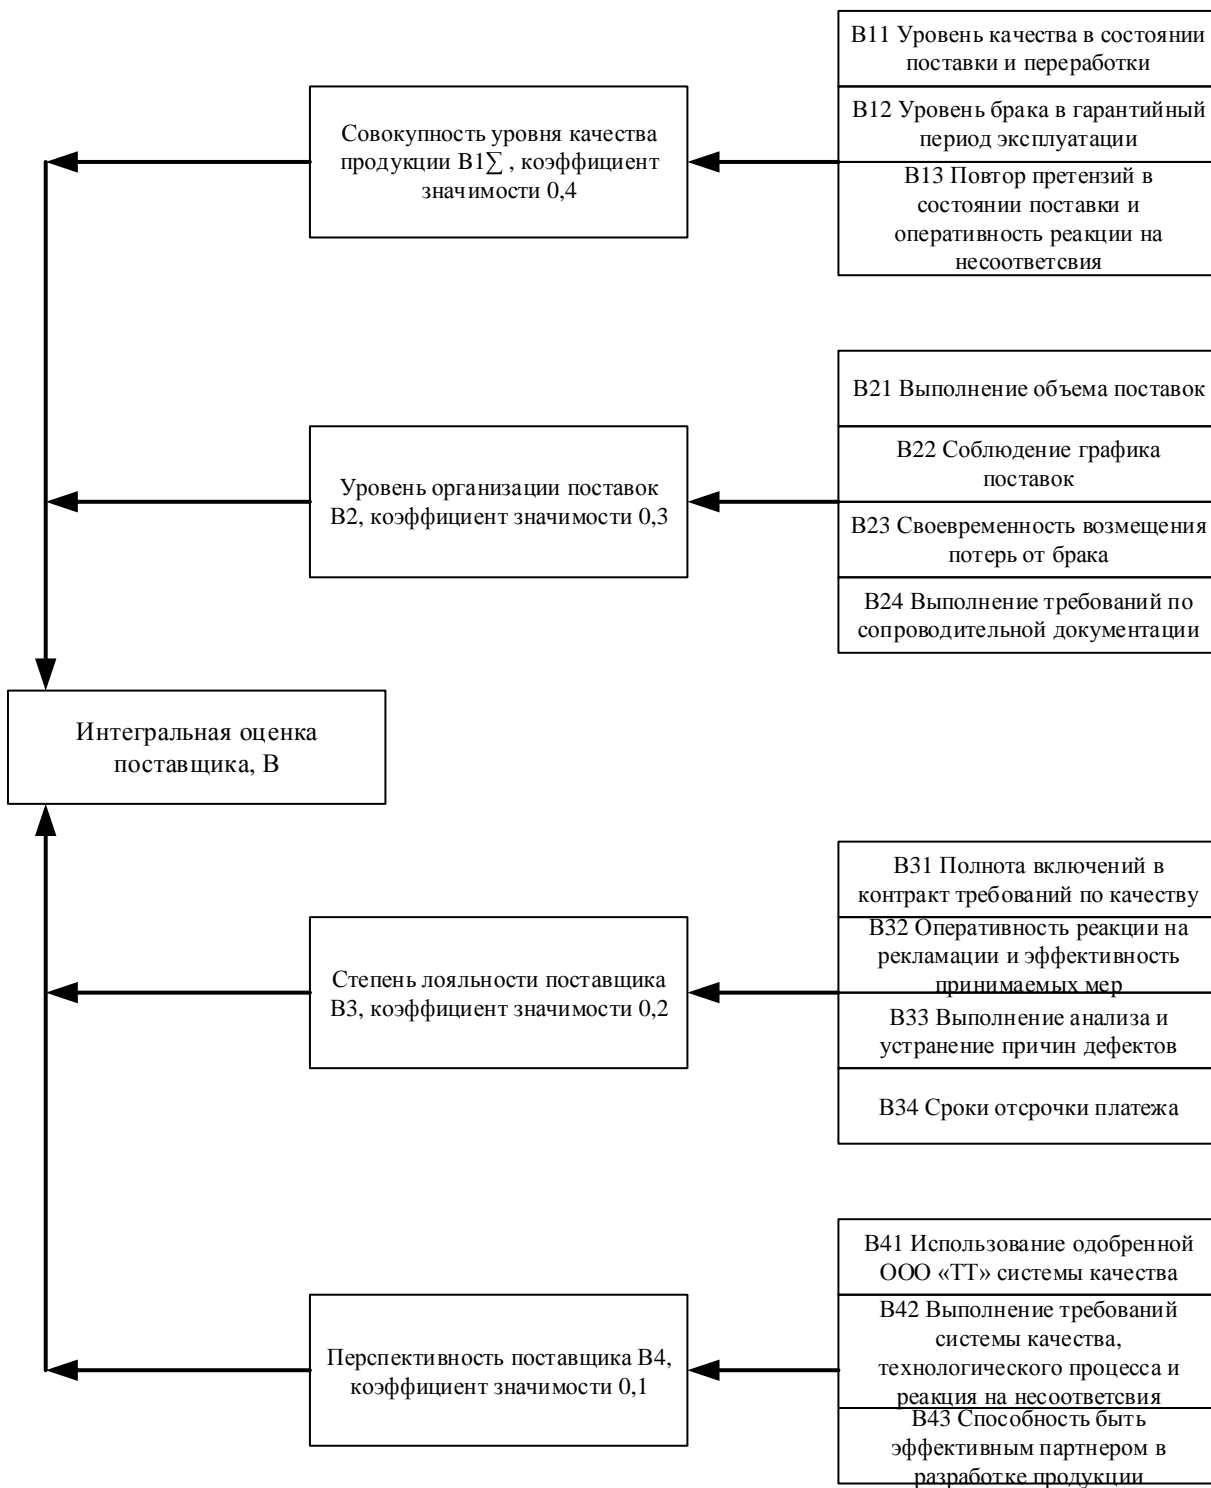 В11 Уровень качества в состоянии
поставки и переработки
В12 Уровень брака в гарантийный
период эксплуатации
В13 Повтор претензий в
состоянии поставки и
оперативность реакции на
несоответсвия
Совокупность уровня качества
продукции В1∑ , коэффициент
значимости 0,4
В21 Выполнение объема поставок
В22 Соблюдение графика
поставок
В23 Своевременность возмещения
потерь от брака
В24 Выполнение требований по
сопроводительной документации
Уровень организации поставок
В2, коэффициент значимости 0,3
Интегральная оценка
поставщика, В
В31 Полнота включений в
контракт требований по качеству
В32 Оперативность реакции на
рекламации и эффективность
принимаемых мер
В33 Выполнение анализа и
устранение причин дефектов
В34 Сроки отсрочки платежа
Степень лояльности поставщика
В3, коэффициент значимости 0,2
В41 Использование одобренной
ООО «ТТ» системы качества
В42 Выполнение требований
системы качества,
технологического процесса и
реакция на несоответсвия
В43 Способность быть
эффективным партнером в
разработке продукции
Перспективность поставщика В4,
коэффициент значимости 0,1